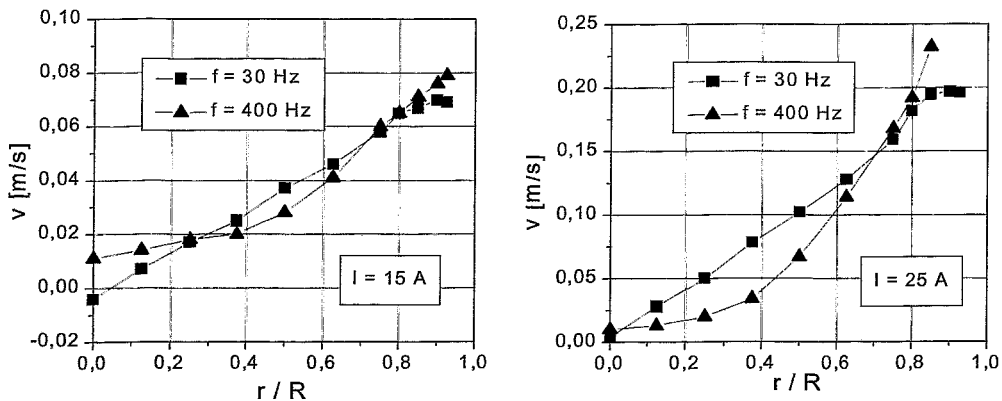 0,10
0,08
0,06
0,04
0,02
0,00
-0,02
v [m/s]
f = 30 Hz
f = 400 Hz
I = 15 A
0,0 0,2 0,4 0,6 0,8 1,0
r / R
0,25
0,20
0,15
0,10
0,05
0,00
v [m/s]
f = 30 Hz
f = 400 Hz
I = 25 A
0,0 0,2 0,4 0,6 0,8 1,0
r / R